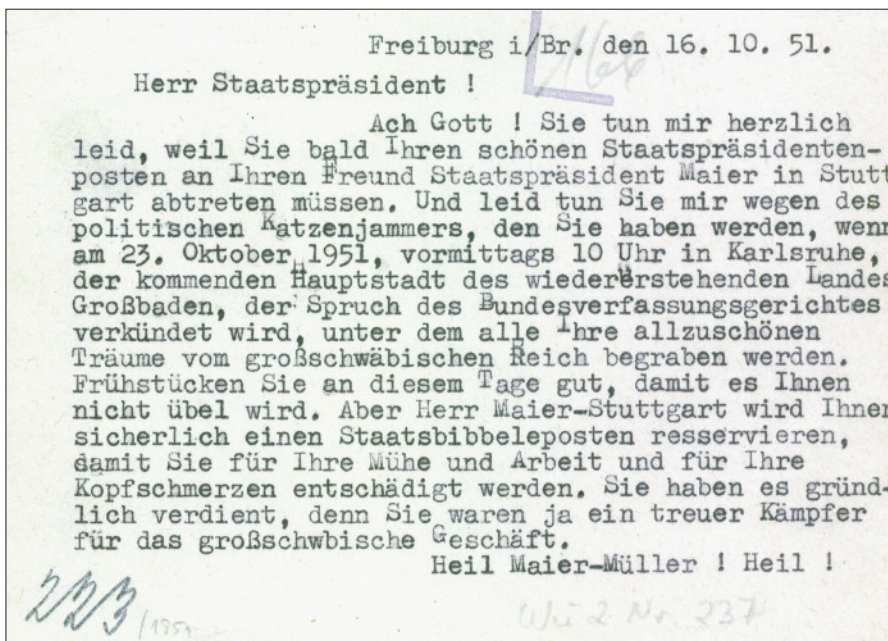 Freiburg i/Br. den 16. 10. 51.
166
Herr Staatspräsident !
Ach Gott ! Sie tun mir herzlich
leid, weil Sie bald Ihren schönen Staatspräsidenten-
posten an Ihren Freund Staatspräsident Maier in Stutt
gart abtreten müssen. Und leid tun Sie mir wegen des
politischen Katzenjammers, den Sie haben werden, wenn
am 23. Oktober 1951, vormittags 10 Uhr in Karlsruhe,
der kommenden Hauptstadt des wiedererstehenden Landes
Großbaden, der Spruch des Bundesverfassungsgerichtes
verkündet wird, unter dem alle Ihre allzuschönen
Träume vom großschwäbischen Reich begraben werden.
Frühstücken Sie an diesem Tage gut, damit es Ihnen
nicht übel wird. Aber Herr Maier-Stuttgart wird Ihnen
sicherlich einen Staatsbibbeleposten resservieren,
damit Sie für Ihre Mühe und Arbeit und für Ihre
Kopfschmerzen entschädigt werden. Sie haben es gründ-
lich verdient, denn Sie waren ja ein treuer Kämpfer
für das großschwbische Geschäft.
Heil Maier-Müller ! Heil !
223 /1951
Wü 2 Nr. 237